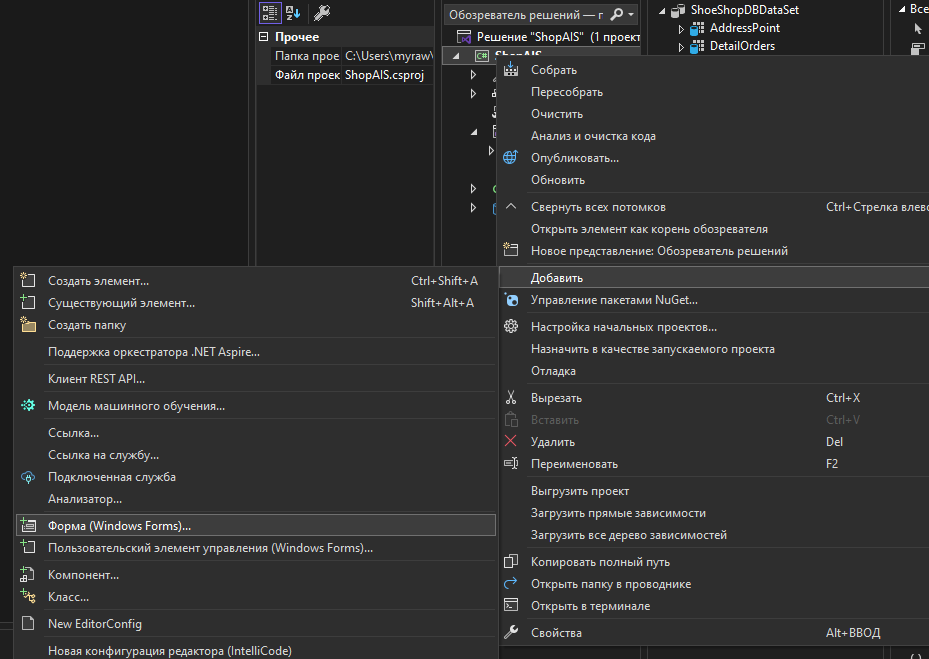 Прочее
Папка прое C:\Users\myraw\
Файл проек ShopAIS.csproj
Обозреватель решений — г
Решение "ShopAIS" (1 проект
ShopAIS
ShoeShopDBDataSet
AddressPoint
DetailOrders
Все
Собрать
Пересобрать
Очистить
Анализ и очистка кода
Опубликовать...
Обновить
Свернуть всех потомков Ctrl+Стрелка влево
Открыть элемент как корень обозревателя
Новое представление: Обозреватель решений
Добавить
Управление пакетами NuGet...
Настройка начальных проектов...
Назначить в качестве запускаемого проекта
Отладка
Вырезать Ctrl+X
Вставить Ctrl+V
Удалить Del
Переименовать F2
Выгрузить проект
Загрузить прямые зависимости
Загрузить все дерево зависимостей
Копировать полный путь
Открыть папку в проводнике
Открыть в терминале
Свойства Alt+ВВОД
Создать элемент... Ctrl+Shift+A
Существующий элемент... Shift+Alt+A
Создать папку
Поддержка оркестратора .NET Aspire...
Клиент REST API...
Модель машинного обучения...
Ссылка...
Ссылка на службу...
Подключенная служба
Анализатор...
Форма (Windows Forms)...
Пользовательский элемент управления (Windows Forms)...
Компонент...
Класс...
New EditorConfig
Новая конфигурация редактора (IntelliCode)